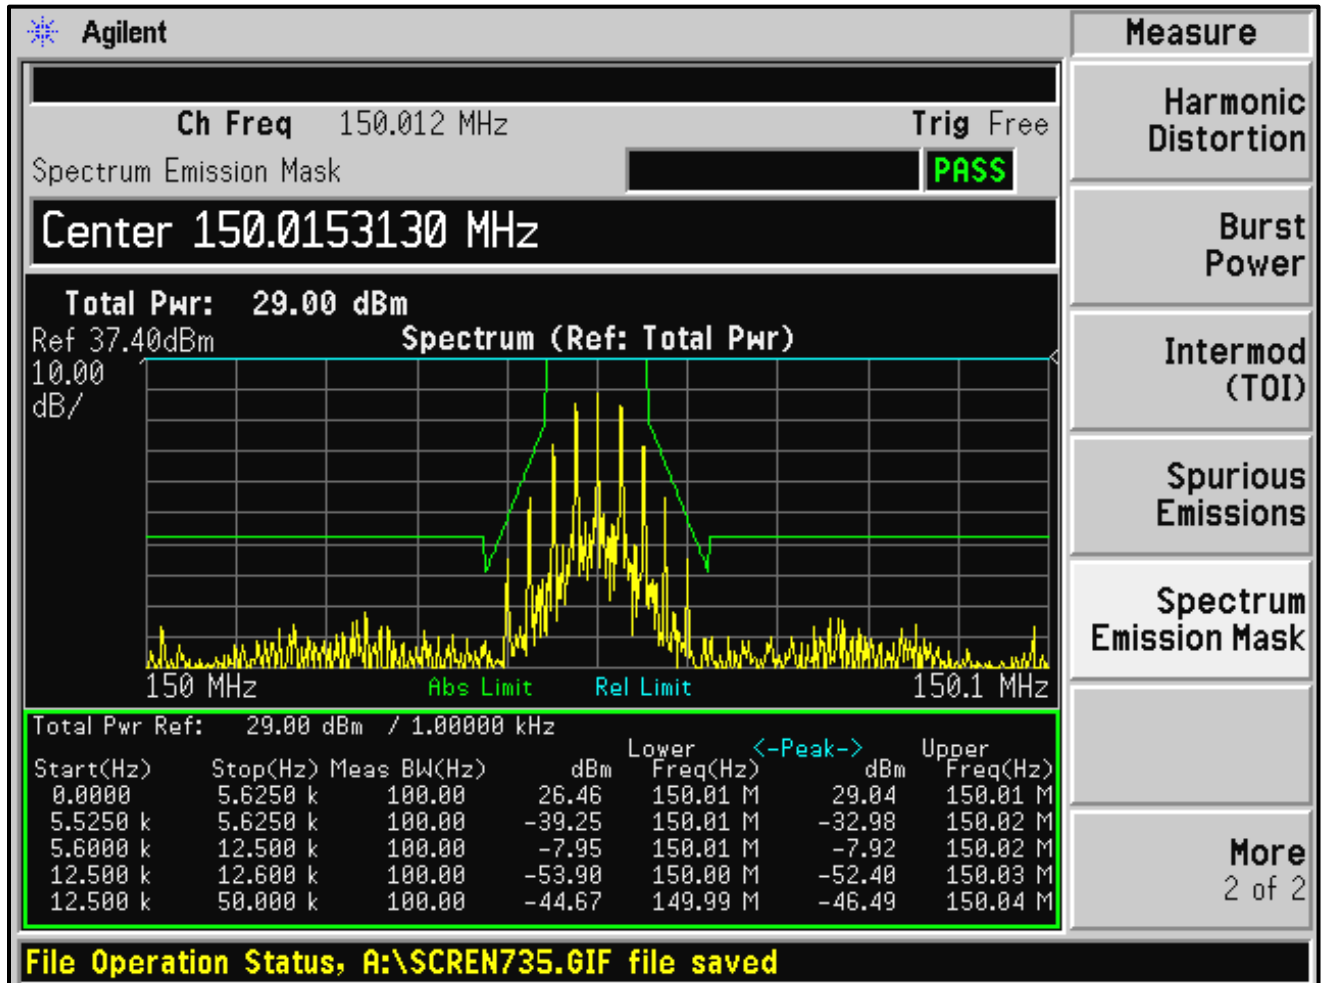 Agilent
Measure
Ch Freq 150.012 MHz Trig Free
Spectrum Emission Mask PASS
Center 150.0153130 MHz
Total Pwr: 29.00 dBm
Ref 37.40dBm Spectrum (Ref: Total Pwr)
10.00
dB/
150 MHz Abs Limit Rel Limit 150.1 MHz
Total Pwr Ref: 29.00 dBm / 1.00000 kHz
Lower <-Peak-> Upper
Start(Hz) Stop(Hz) Meas BW(Hz) dBm Freq(Hz) dBm Freq(Hz)
0.0000 5.6250 k 100.00 26.46 150.01 M 29.04 150.01 M
5.5250 k 5.6250 k 100.00 -39.25 150.01 M -32.98 150.02 M
5.6000 k 12.500 k 100.00 -7.95 150.01 M -7.92 150.02 M
12.500 k 12.600 k 100.00 -53.90 150.00 M -52.40 150.03 M
12.500 k 50.000 k 100.00 -44.67 149.99 M -46.49 150.04 M
Harmonic
Distortion
Burst
Power
Intermod
(TOI)
Spurious
Emissions
Spectrum
Emission Mask
More
2 of 2
File Operation Status, A:\SCREN735.GIF file saved